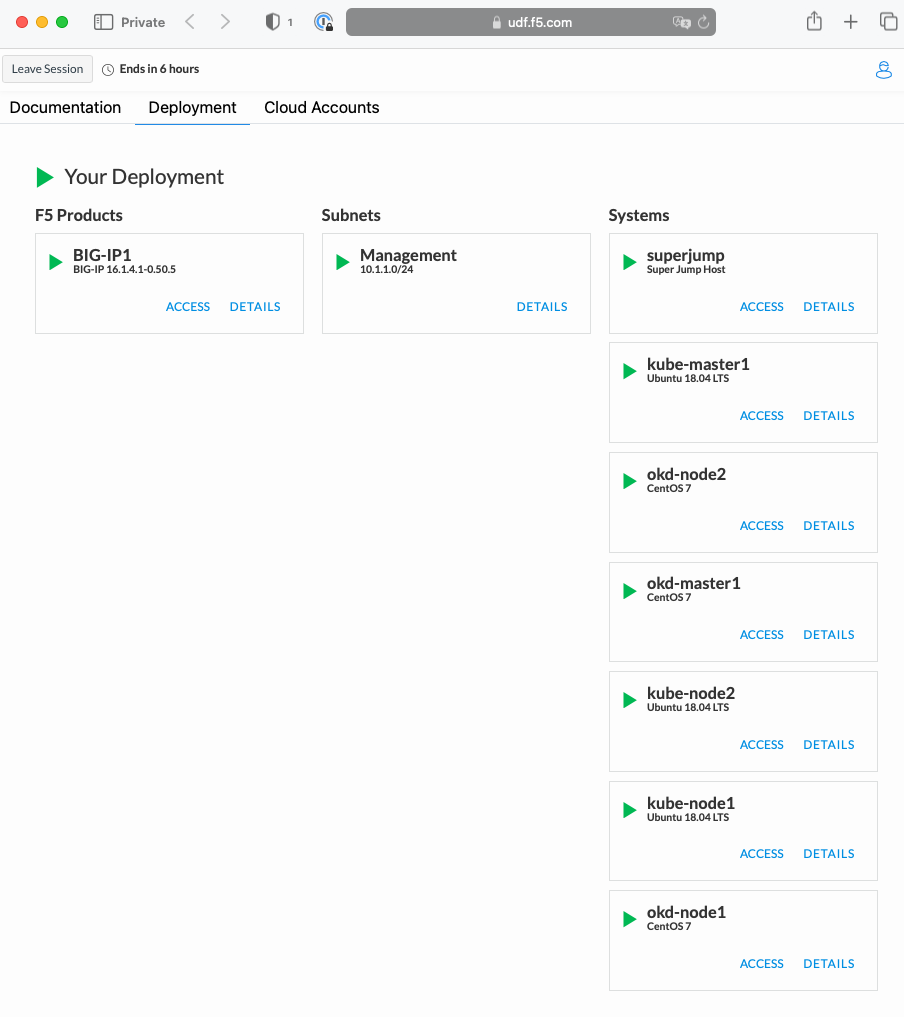 Private
1
udf.f5.com
Leave Session
Ends in 6 hours
Documentation
Deployment
Cloud Accounts
Your Deployment
F5 Products
BIG-IP1
BIG-IP 16.1.4.1-0.50.5
ACCESS
DETAILS
Subnets
Management
10.1.1.0/24
DETAILS
Systems
superjump
Super Jump Host
ACCESS
DETAILS
kube-master1
Ubuntu 18.04 LTS
ACCESS
DETAILS
okd-node2
CentOS 7
ACCESS
DETAILS
okd-master1
CentOS 7
ACCESS
DETAILS
kube-node2
Ubuntu 18.04 LTS
ACCESS
DETAILS
kube-node1
Ubuntu 18.04 LTS
ACCESS
DETAILS
okd-node1
CentOS 7
ACCESS
DETAILS